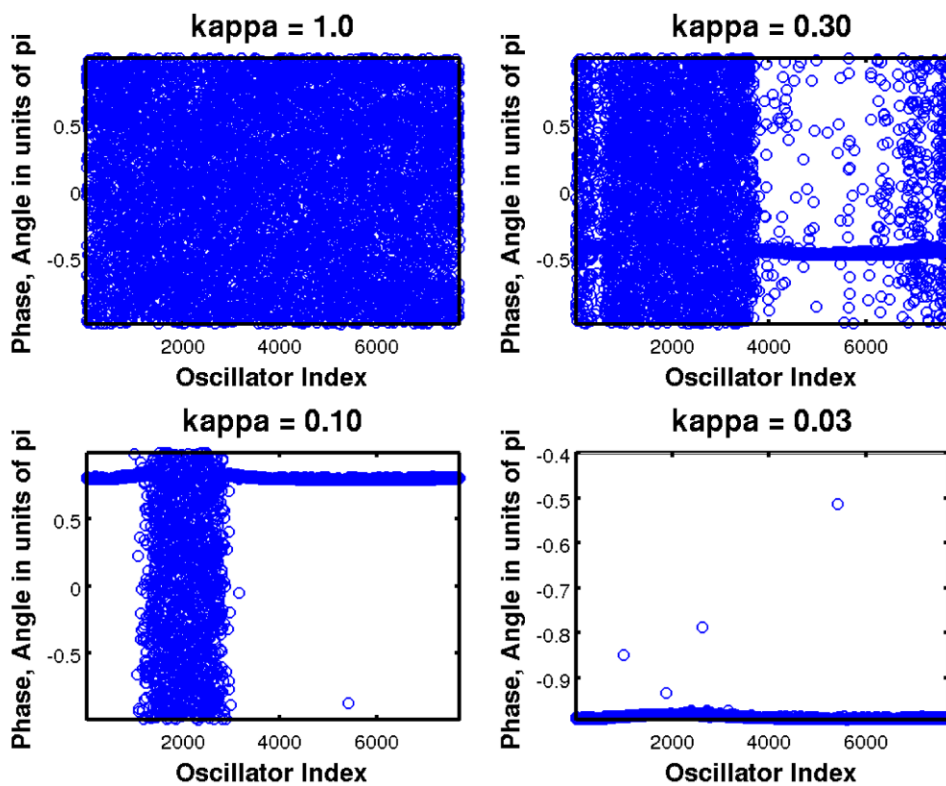 kappa = 1.0
Phase, Angle in units of pi
0.5
0
-0.5
2000 4000 6000
Oscillator Index
kappa = 0.30
Phase, Angle in units of pi
0.5
0
-0.5
2000 4000 6000
Oscillator Index
kappa = 0.10
Phase, Angle in units of pi
0.5
0
-0.5
2000 4000 6000
Oscillator Index
kappa = 0.03
Phase, Angle in units of pi
-0.4
-0.5
-0.6
-0.7
-0.8
-0.9
2000 4000 6000
Oscillator Index